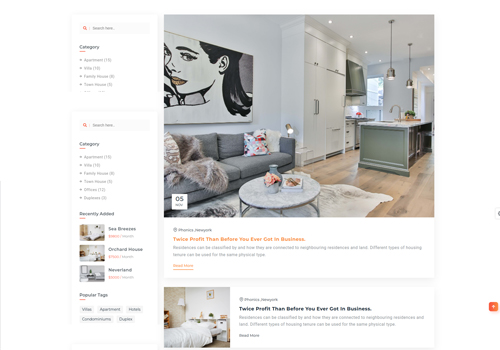 Search here..
Category
Apartment (15)
Villa (10)
Family House (8)
Town House (5)
Search here..
Category
Apartment (15)
Villa (10)
Family House (8)
Town House (5)
Offices (12)
Duplexes (3)
Recently Added
Sea Breezes
/ month
Orchard House
/ month
Neverland
/ month
Popular Tags
Villas Apartment Hotels
Condominiums Duplex
05
NOV
Phonics ,Newyork
Twice Profit Than Before You Ever Got In Business.
Residences can be classified by and how they are connected to neighbouring residences and land. Different types of housing
tenure can be used for the same physical type
Read More
Phonics ,Newyork
Twice Profit Than Before You Ever Got In Business.
Residences can be classified by and how they are connected to neighbouring residences and
land. Different types of housing tenure can be used for the same physical type.
Read More